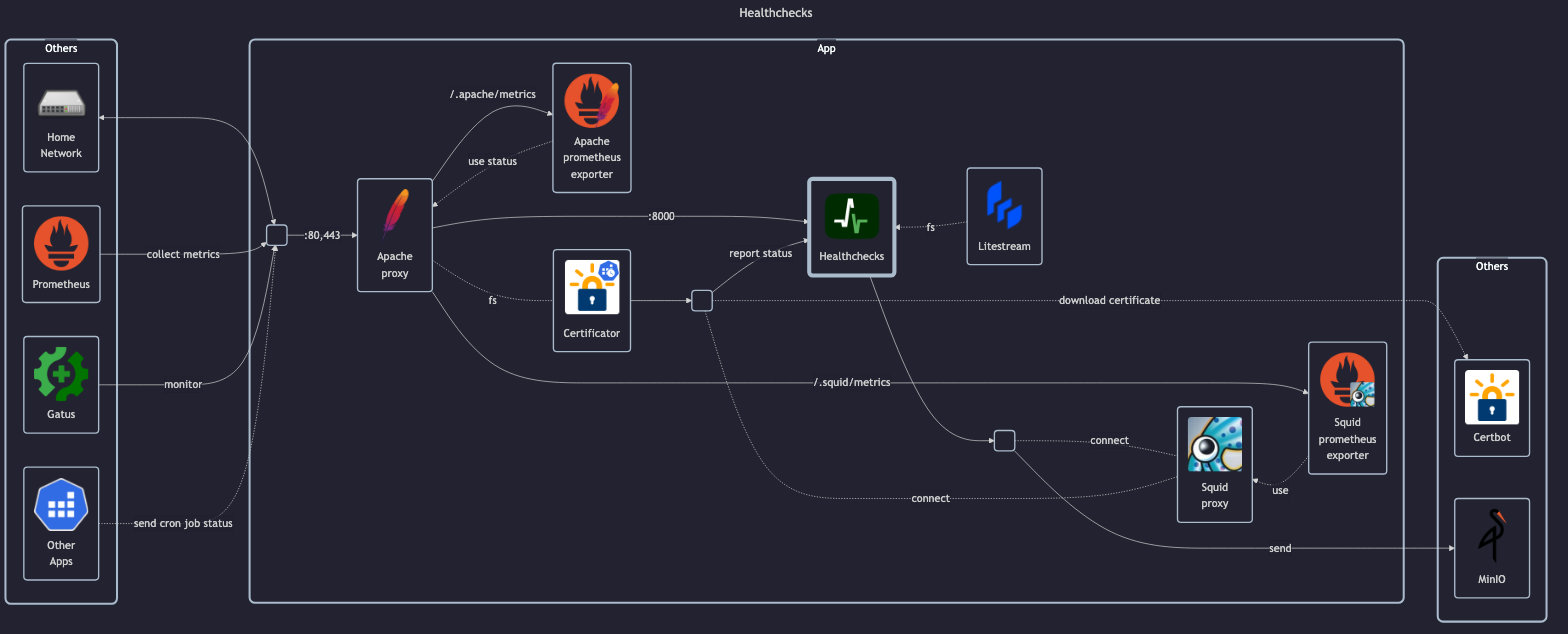 Healthchecks
Others
Home
Network
Prometheus
Gatus
Other
Apps
collect metrics
monitor
send cron job status
App
:80,443
Apache
proxy
/.apache/metrics
use status
Apache
prometheus
exporter
:8000
fs
Certificator
report status
Healthchecks
fs
Litestream
download certificate
/.squid/metrics
connect
connect
Squid
proxy
use
Squid
prometheus
exporter
send
Others
Certbot
MinIO